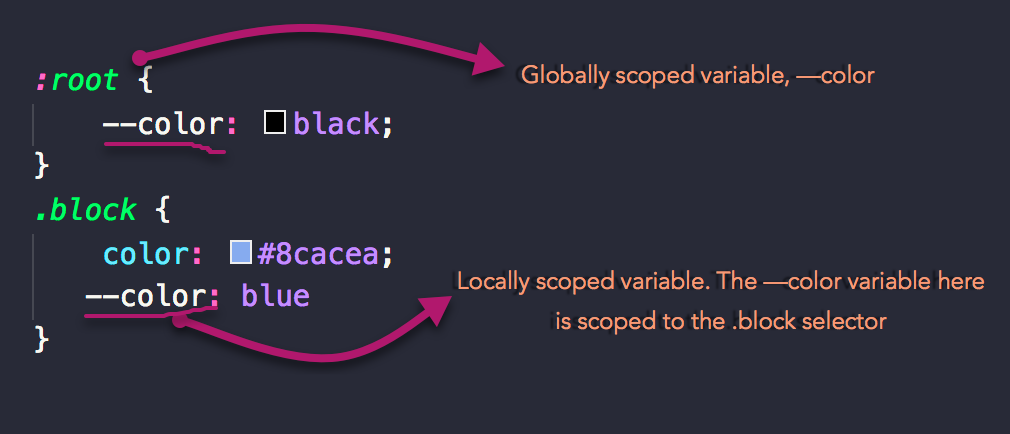 :root {
Globally scoped variable, —color
--color: black;
}
.block {
color: #8cacea;
--color: blue
Locally scoped variable. The —color variable here
is scoped to the .block selector
}